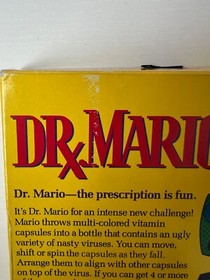 DR. MARIO
Dr. Mario—the prescription is fun.
It's Dr. Mario for an intense new challenge!
Mario throws multi-colored vitamin
capsules into a bottle that contains an ugly
variety of nasty viruses. You can move,
shift or spin the capsules as they fall.
Arrange them to align with other capsules
on top of the virus. If you can get 4 or more